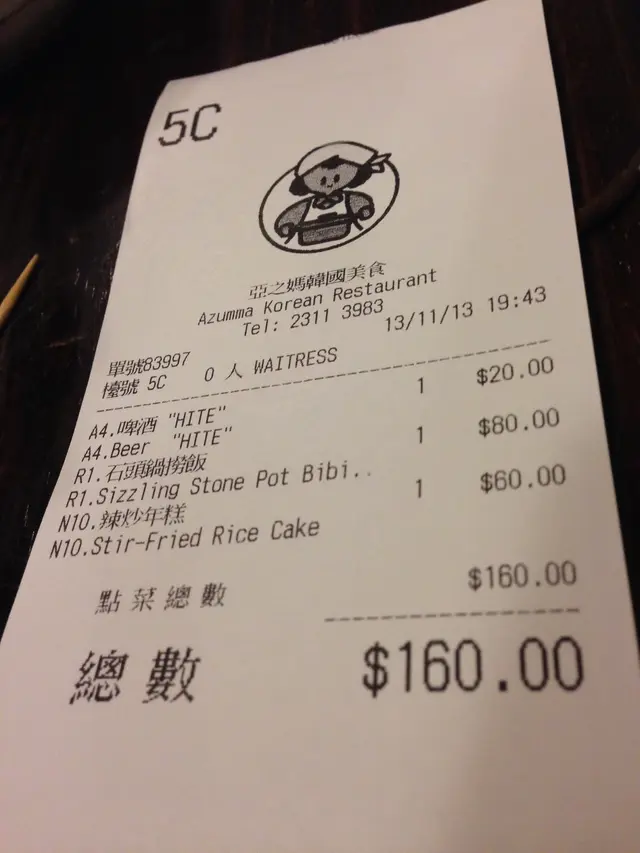 5C
亞之媽韓國美食
Azumma Korean Restaurant
Tel: 2311 3983
單號83997 13/11/13 19:43
檯號 5C 0 人 WAITRESS
A4.啤酒 "HITE" 1 $20.00
A4.Beer "HITE"
R1.石頭鍋撈飯 1 $80.00
R1.Sizzling Stone Pot Bibi..
N10.辣炒年糕 1 $60.00
N10.Stir-Fried Rice Cake
點菜總數 $160.00
總數 $160.00